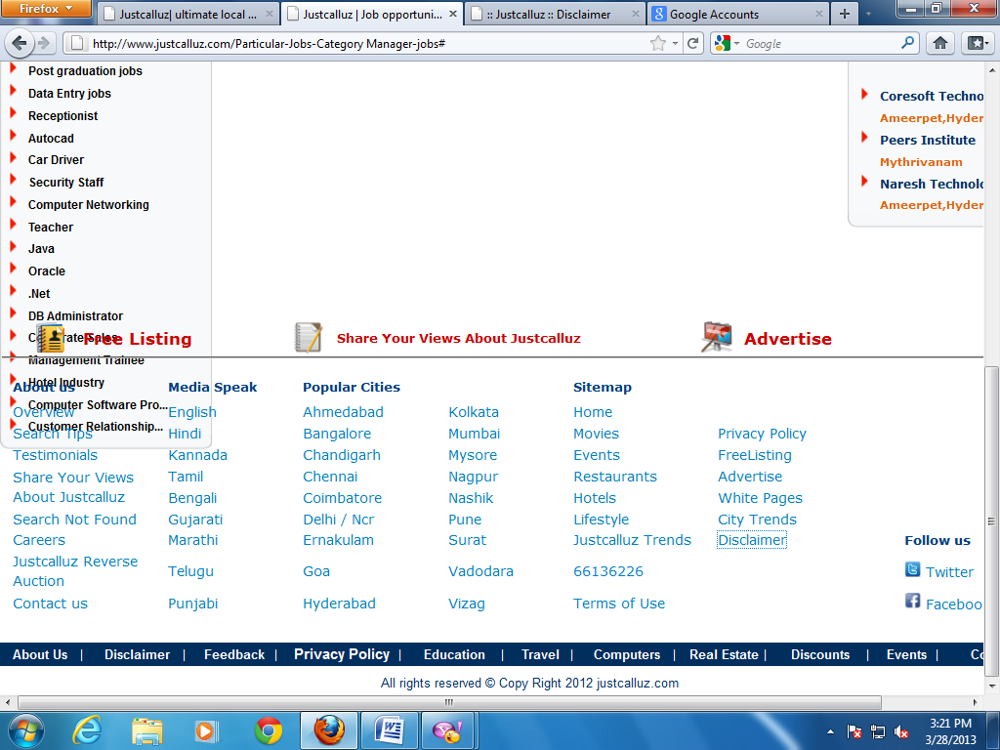 Firefox
Justcalluz| ultimate local ...
Justcalluz | Job opportuni...
:: Justcalluz :: Disclaimer
Google Accounts
http://www.justcalluz.com/Particular-Jobs-Category Manager-jobs#
Google
Post graduation jobs
Data Entry jobs
Receptionist
Autocad
Car Driver
Security Staff
Computer Networking
Teacher
Java
Oracle
.Net
DB Administrator
Management Trainee
Hotel Industry
Computer Software Pro...
Customer Relationship...
Coresoft Techno
Ameerpet,Hyder
Peers Institute
Mythrivanam
Naresh Technolo
Ameerpet,Hyder
Free Listing
Share Your Views About Justcalluz
Advertise
About us
Overview
Search Tips
Testimonials
Share Your Views
About Justcalluz
Search Not Found
Careers
Justcalluz Reverse
Auction
Contact us
Media Speak
English
Hindi
Kannada
Tamil
Bengali
Gujarati
Marathi
Telugu
Punjabi
Popular Cities
Ahmedabad
Bangalore
Chandigarh
Chennai
Coimbatore
Delhi / Ncr
Ernakulam
Goa
Hyderabad
Kolkata
Mumbai
Mysore
Nagpur
Nashik
Pune
Surat
Vadodara
Vizag
Sitemap
Home
Movies
Events
Restaurants
Hotels
Lifestyle
Justcalluz Trends
66136226
Terms of Use
Privacy Policy
FreeListing
Advertise
White Pages
City Trends
Disclaimer
Follow us
Twitter
Faceboo
About Us | Disclaimer | Feedback | Privacy Policy | Education | Travel | Computers | Real Estate | Discounts | Events | Co
All rights reserved © Copy Right 2012 justcalluz.com
3:21 PM
3/28/2013